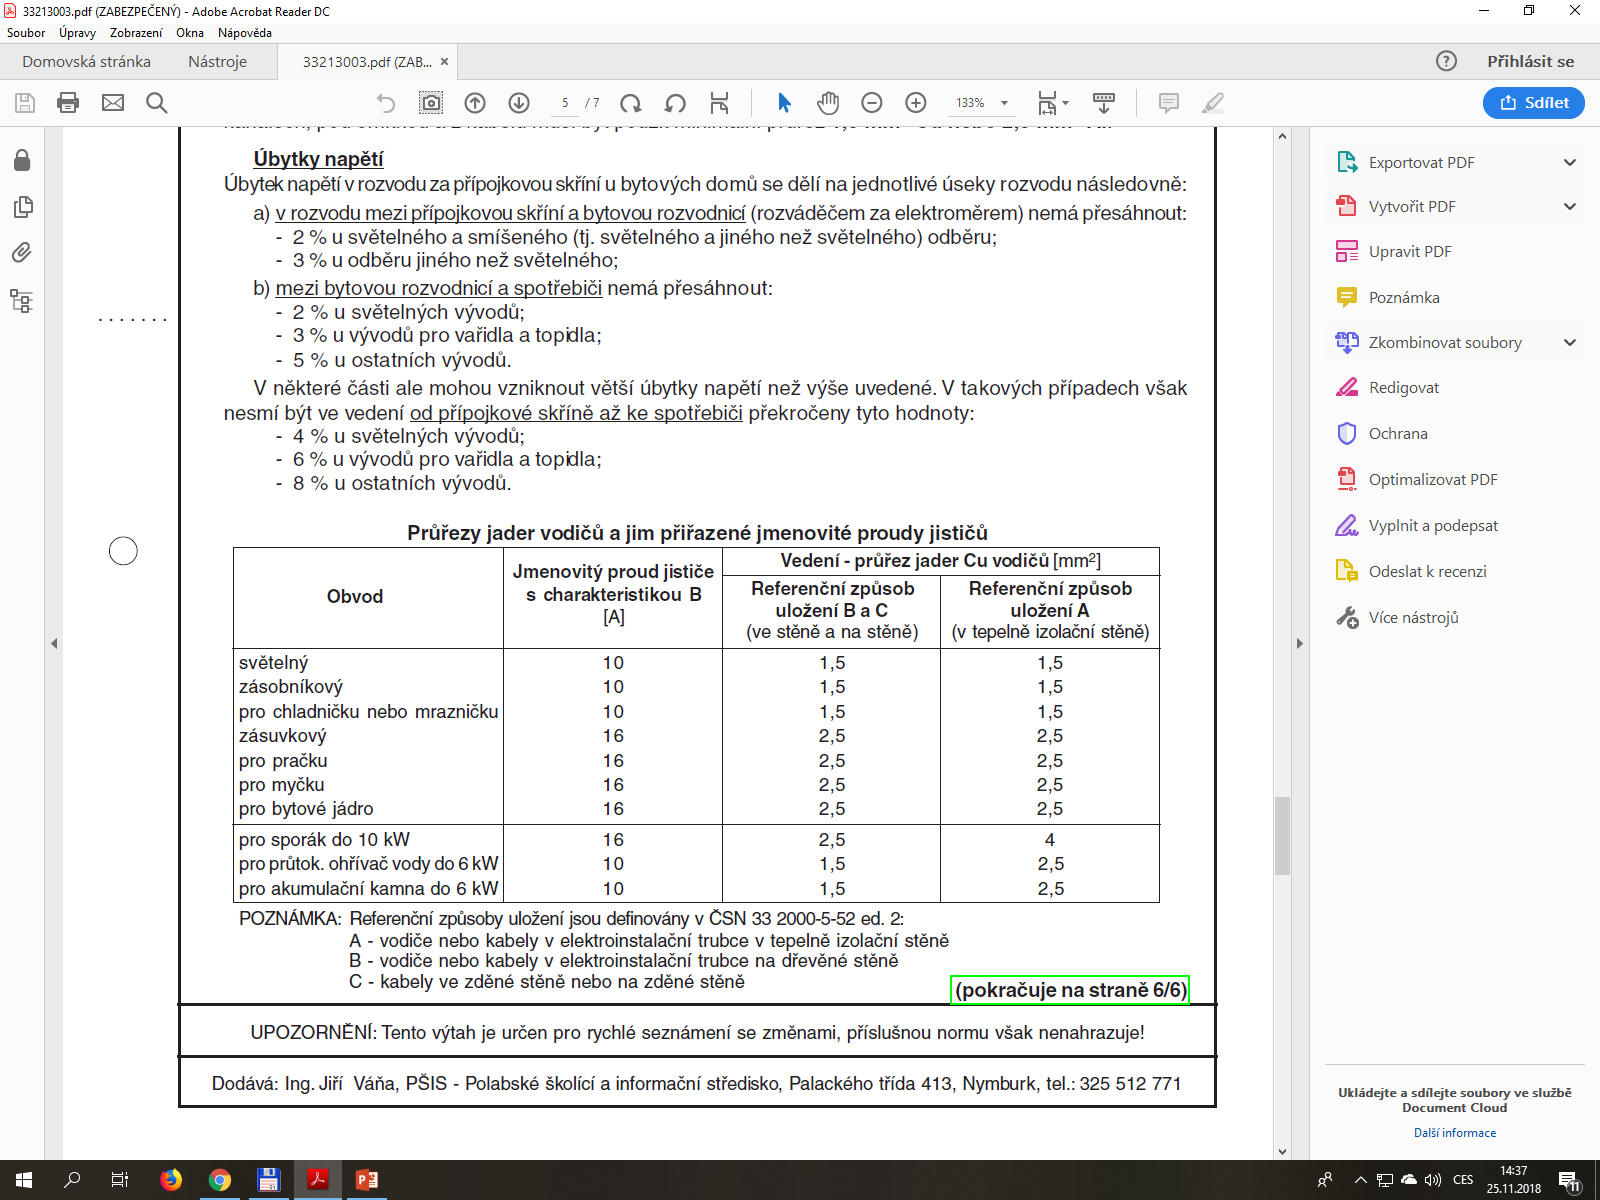 33213003.pdf (ZABEZPEČENÝ) - Adobe Acrobat Reader DC
Soubor Úpravy Zobrazení Okna Nápověda
Domovská stránka Nástroje 33213003.pdf (ZAB... × Přihlásit se
5 / 7 133% Sdílet
Úbytky napětí
Úbytek napětí v rozvodu za přípojkovou skříní u bytových domů se dělí na jednotlivé úseky rozvodu následovně:
a) v rozvodu mezi přípojkovou skříní a bytovou rozvodnicí (rozváděčem za elektroměrem) nemá přesáhnout:
- 2 % u světelného a smíšeného (tj. světelného a jiného než světelného) odběru;
- 3 % u odběru jiného než světelného;
b) mezi bytovou rozvodnicí a spotřebiči nemá přesáhnout:
- 2 % u světelných vývodů;
- 3 % u vývodů pro vařidla a topidla;
- 5 % u ostatních vývodů.
V některé části ale mohou vzniknout větší úbytky napětí než výše uvedené. V takových případech však
nesmí být ve vedení od přípojkové skříně až ke spotřebiči překročeny tyto hodnoty:
- 4 % u světelných vývodů;
- 6 % u vývodů pro vařidla a topidla;
- 8 % u ostatních vývodů.
Průřezy jader vodičů a jim přiřazené jmenovité proudy jističů
Obvod
Jmenovitý proud jističe
s charakteristikou B
[A]
Vedení - průřez jader Cu vodičů [mm²]
Referenční způsob
uložení B a C
(ve stěně a na stěně)
Referenční způsob
uložení A
(v tepelně izolační stěně)
světelný 10 1,5 1,5
zásobníkový 10 1,5 1,5
pro chladničku nebo mrazničku 10 1,5 1,5
zásuvkový 16 2,5 2,5
pro pračku 16 2,5 2,5
pro myčku 16 2,5 2,5
pro bytové jádro 16 2,5 2,5
pro sporák do 10 kW 16 2,5 4
pro průtok. ohřívač vody do 6 kW 10 1,5 2,5
pro akumulační kamna do 6 kW 10 1,5 2,5
POZNÁMKA: Referenční způsoby uložení jsou definovány v ČSN 33 2000-5-52 ed. 2:
A - vodiče nebo kabely v elektroinstalační trubce v tepelně izolační stěně
B - vodiče nebo kabely v elektroinstalační trubce na dřevěné stěně
C - kabely ve zděné stěně nebo na zděné stěně
(pokračuje na straně 6/6)
UPOZORNĚNÍ: Tento výtah je určen pro rychlé seznámení se změnami, příslušnou normu však nenahrazuje!
Dodává: Ing. Jiří Váňa, PŠIS - Polabské školící a informační středisko, Palackého třída 413, Nymburk, tel.: 325 512 771
Exportovat PDF
Vytvořit PDF
Upravit PDF
Poznámka
Zkombinovat soubory
Redigovat
Ochrana
Optimalizovat PDF
Vyplnit a podepsat
Odeslat k recenzi
Více nástrojů
Ukládejte a sdílejte soubory ve službě
Document Cloud
Další informace
CES
14:37
25.11.2018
11